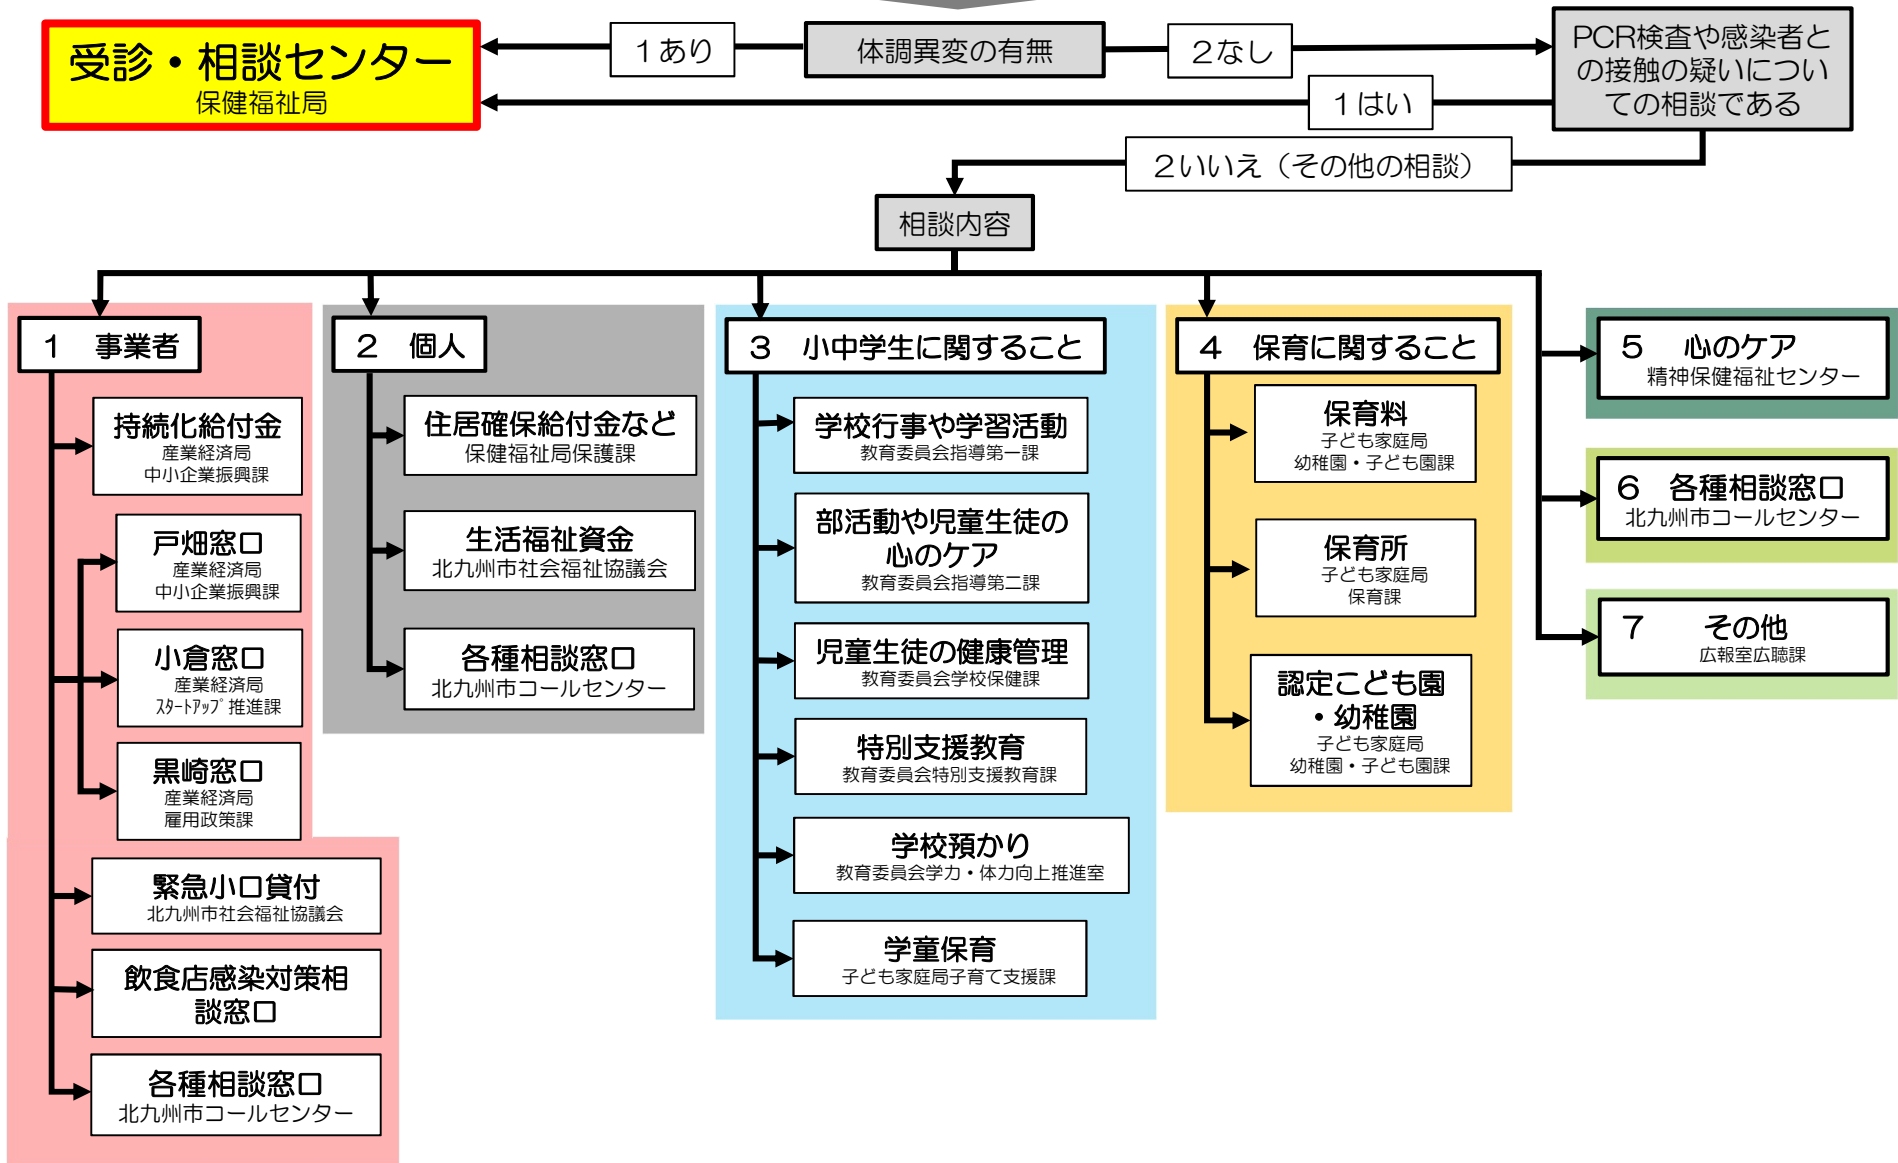 受診・相談センター
保健福祉局
１あり
体調異変の有無
２なし
PCR検査や感染者と
の接触の疑いについ
ての相談である
１はい
２いいえ（その他の相談）
相談内容
１　事業者
持続化給付金
産業経済局
中小企業振興課
戸畑窓口
産業経済局
中小企業振興課
小倉窓口
産業経済局
ｽﾀｰﾄｱｯﾌﾟ推進課
黒崎窓口
産業経済局
雇用政策課
緊急小口貸付
北九州市社会福祉協議会
飲食店感染対策相
談窓口
各種相談窓口
北九州市コールセンター
２　個人
住居確保給付金など
保健福祉局保護課
生活福祉資金
北九州市社会福祉協議会
各種相談窓口
北九州市コールセンター
３　小中学生に関すること
学校行事や学習活動
教育委員会指導第一課
部活動や児童生徒の
心のケア
教育委員会指導第二課
児童生徒の健康管理
教育委員会学校保健課
特別支援教育
教育委員会特別支援教育課
学校預かり
教育委員会学力・体力向上推進室
学童保育
子ども家庭局子育て支援課
４　保育に関すること
保育料
子ども家庭局
幼稚園・子ども園課
保育所
子ども家庭局
保育課
認定こども園
・幼稚園
子ども家庭局
幼稚園・子ども園課
５　心のケア
精神保健福祉センター
６　各種相談窓口
北九州市コールセンター
７　その他
広報室広聴課